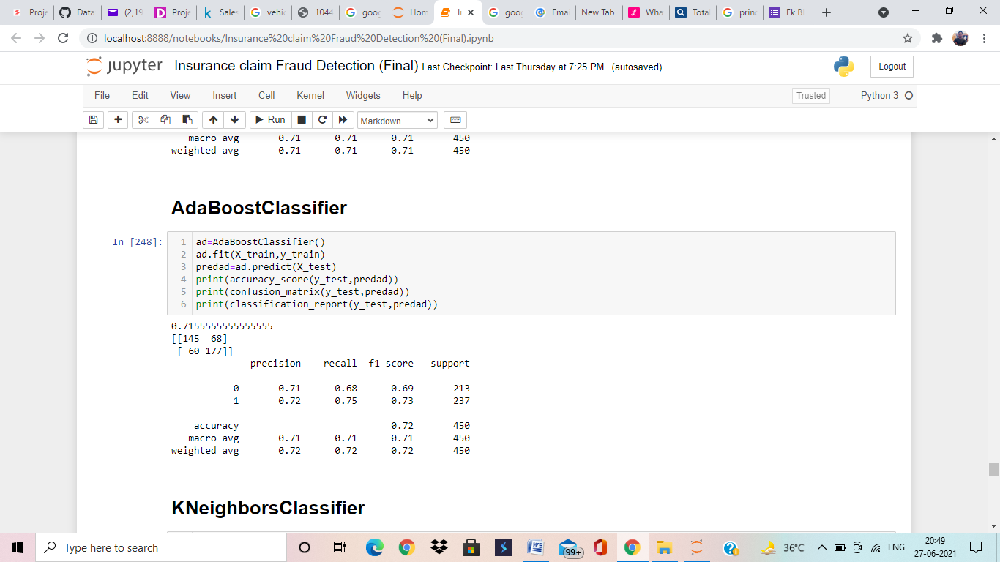 Proje
Data
(2,19
Proje
Sales
vehic
1044
goog
Hom
I
goog
Emai
New Tab
Wha
Total
princ
Ek Bh
localhost:8888/notebooks/Insurance%20claim%20Fraud%20Detection%20(Final).ipynb
jupyter Insurance claim Fraud Detection (Final) Last Checkpoint: Last Thursday at 7:25 PM (autosaved)
Logout
File Edit View Insert Cell Kernel Widgets Help
Trusted
Python 3
Run
Markdown
macro avg 0.71 0.71 0.71 450
weighted avg 0.71 0.71 0.71 450
AdaBoostClassifier
In [248]:
1 ad=AdaBoostClassifier()
2 ad.fit(X_train,y_train)
3 predad=ad.predict(X_test)
4 print(accuracy_score(y_test,predad))
5 print(confusion_matrix(y_test,predad))
6 print(classification_report(y_test,predad))
0.7155555555555555
[[145 68]
[ 60 177]]
precision recall f1-score support
0 0.71 0.68 0.69 213
1 0.72 0.75 0.73 237
accuracy 0.72 450
macro avg 0.71 0.71 0.71 450
weighted avg 0.72 0.72 0.72 450
KNeighborsClassifier
Type here to search
99+
36°C
ENG
20:49
27-06-2021